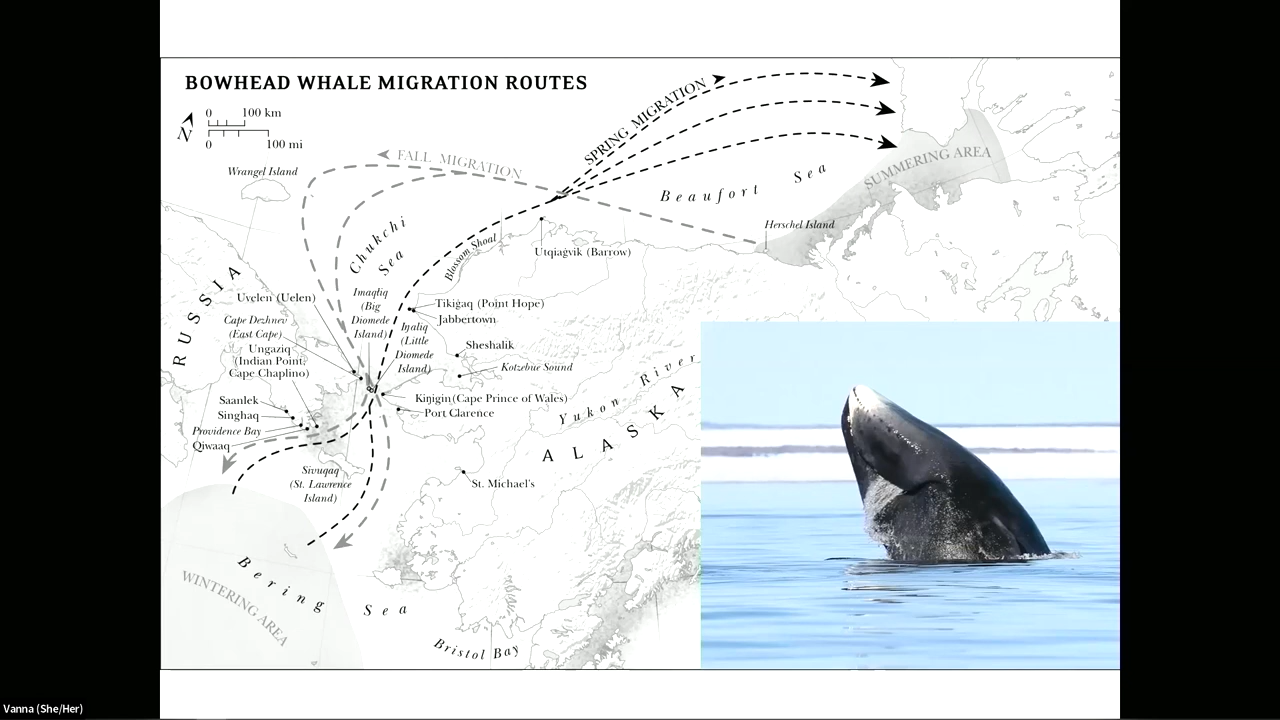 BOWHEAD WHALE MIGRATION ROUTES
0 100 km
0 100 mi
N
SPRING MIGRATION
FALL MIGRATION
SUMMERING AREA
Wrangel Island
Beaufort Sea
Herschel Island
Chukchi
Sea
Blossom Shoal
Utqiaġvik (Barrow)
RUSSIA
Uvelen (Uelen)
Imaqłiq
(Big
Diomede
Island)
Tikiġaq (Point Hope)
Jabbertown
Cape Dezhnev
(East Cape)
Iŋaliq
(Little
Diomede
Island)
Ungaziq
(Indian Point,
Cape Chaplino)
Sheshalik
Kotzebue Sound
Yukon River
ALASKA
Saanlek
Singhaq
Providence Bay
Qiwaaq
Kiŋigin (Cape Prince of Wales)
Port Clarence
Sivuqaq
(St. Lawrence
Island)
St. Michael's
Bering Sea
WINTERING AREA
Bristol Bay
Vanna (She/Her)